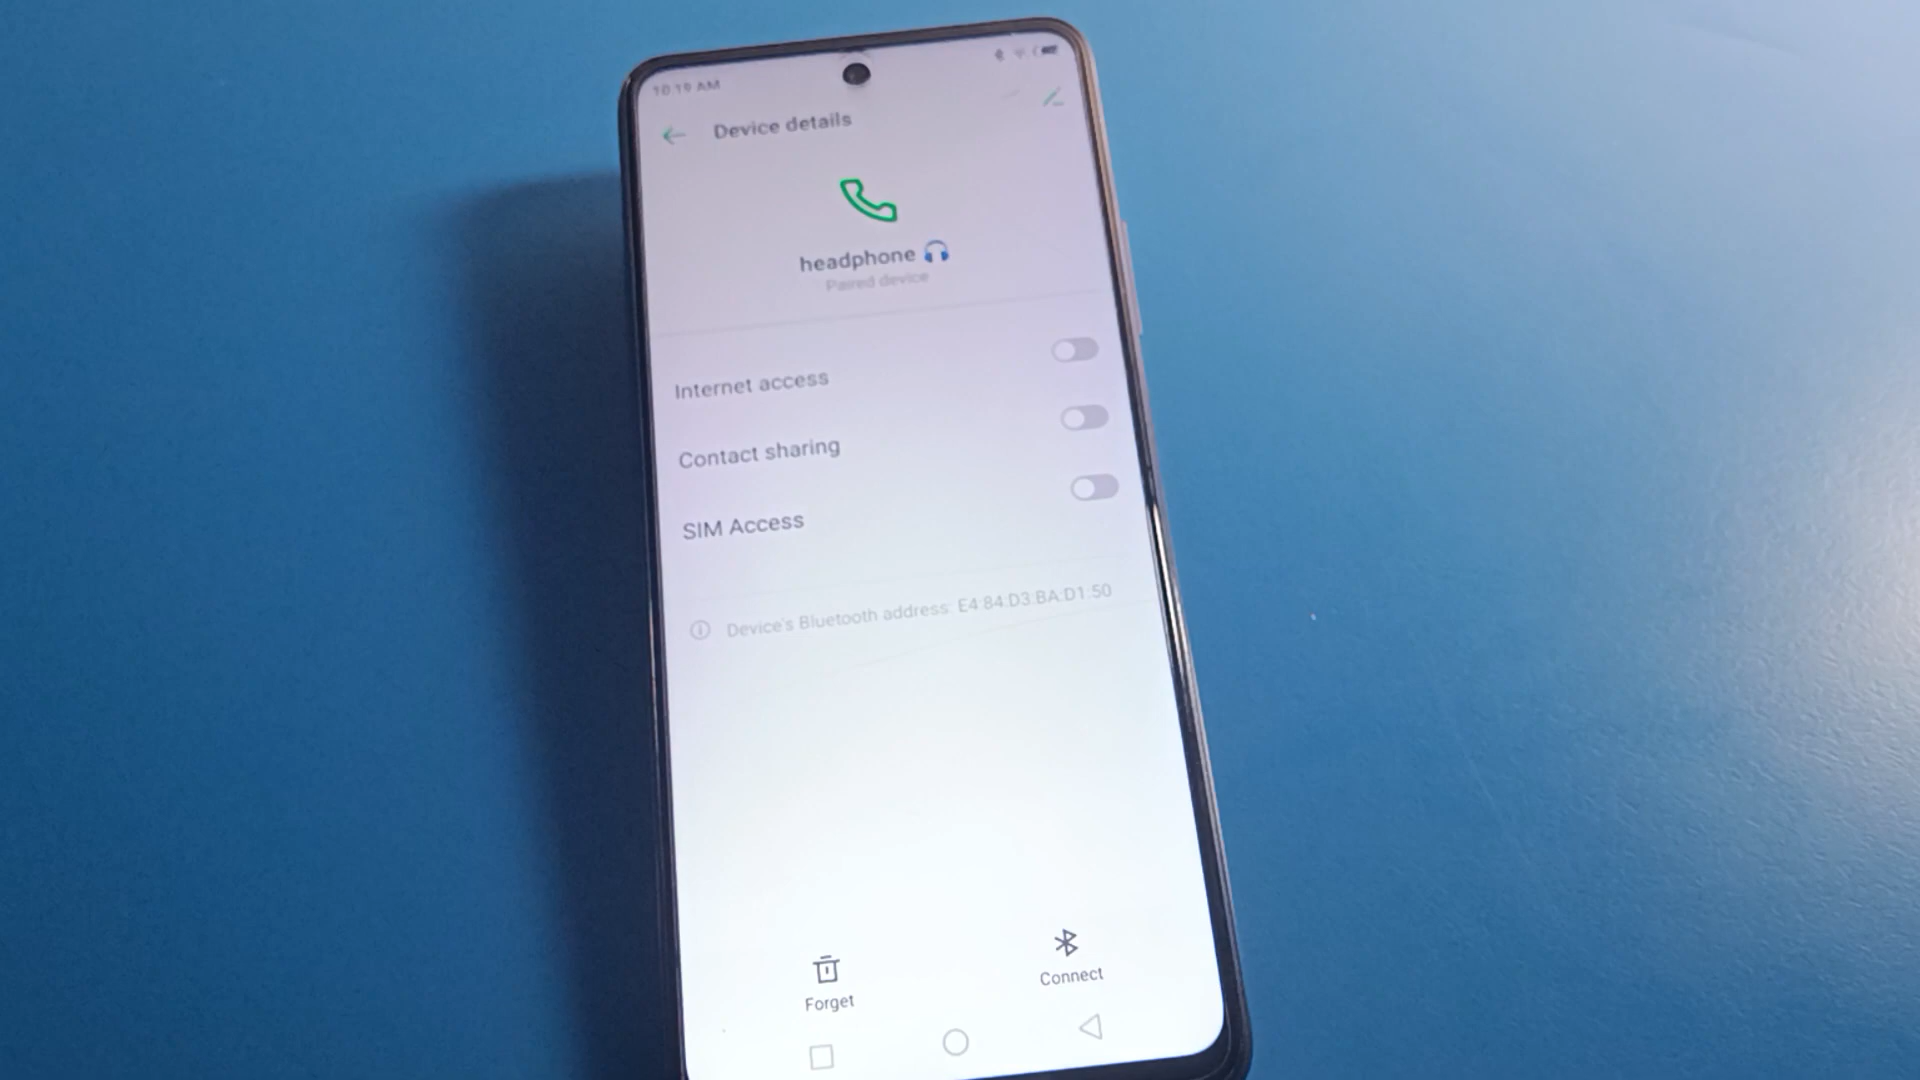 10:19 AM
Device details
headphone 🎧
Paired device
Internet access
Contact sharing
SIM Access
Device's Bluetooth address: E4:84:D3:BA:D1:50
Forget
Connect